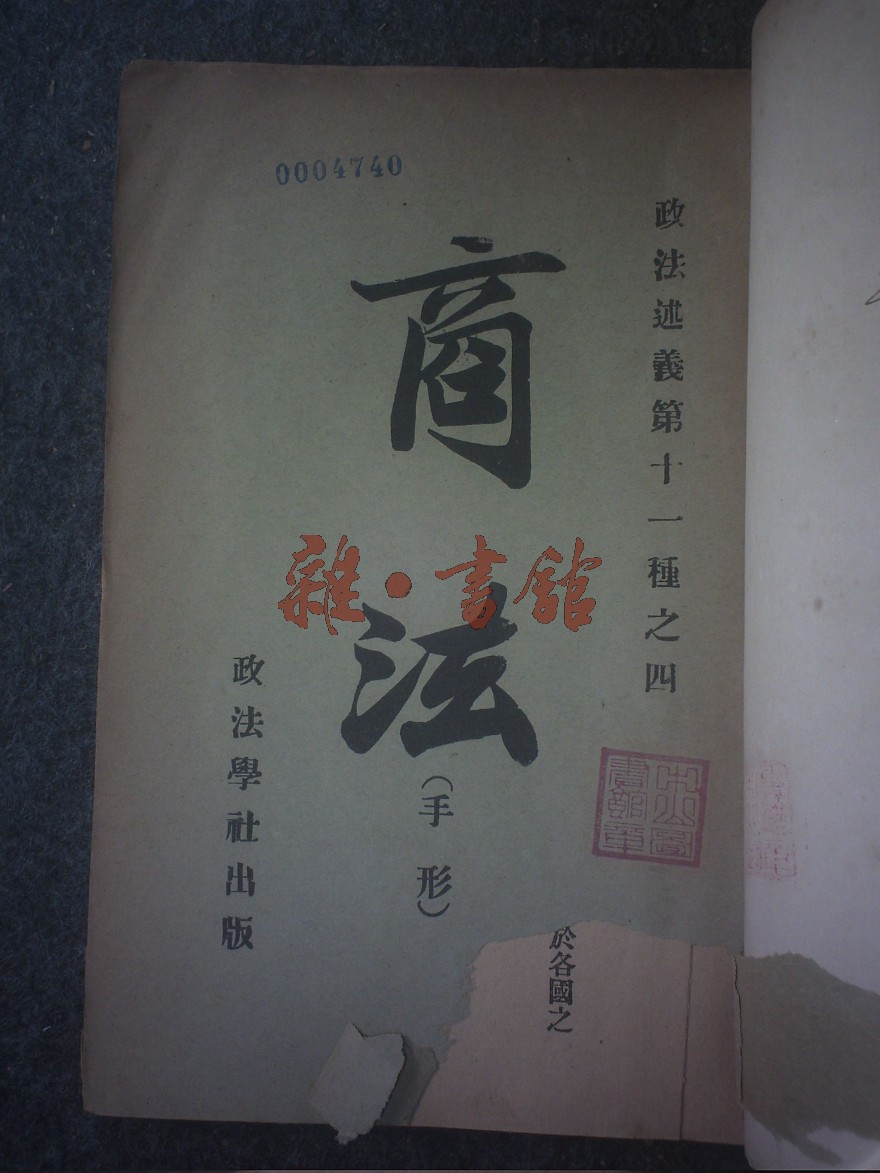 0004740
政法述義第十一種之四
商法
（手形）
政法學社出版
雜·書館
於各國之